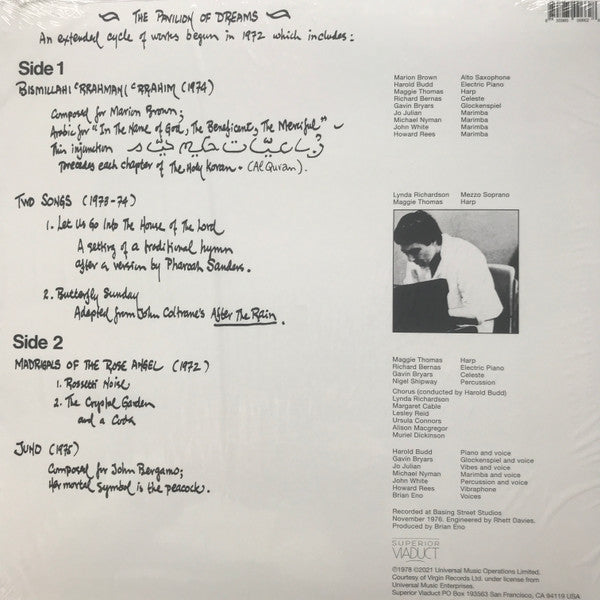 THE PAVILION OF DREAMS
An extended cycle of works begun in 1972 which includes:
Side 1
BISMILLAHI 'RRAHMANI 'RRAHIM (1974)
Composed for Marion Brown;
Arabic for "In The Name of God, The Beneficent, The Merciful" –
This injunction رباعيّات حكيم خيّام
precedes each chapter of The Holy Koran. (Al Qur'an).
Marion Brown Alto Saxophone
Harold Budd Electric Piano
Maggie Thomas Harp
Richard Bernas Celeste
Gavin Bryars Glockenspiel
Jo Julian Marimba
Michael Nyman Marimba
John White Marimba
Howard Rees Marimba
TWO SONGS (1973-74)
1. Let Us Go Into The House of The Lord
A setting of a traditional hymn
after a version by Pharoah Sanders.
2. Butterfly Sunday
Adapted from John Coltrane's After The Rain.
Lynda Richardson Mezzo Soprano
Maggie Thomas Harp
Side 2
MADRIGALS OF THE ROSE ANGEL (1972)
1. Rossetti Noise
2. The Crystal Garden
and a Coda
Maggie Thomas Harp
Richard Bernas Electric Piano
Gavin Bryars Celeste
Nigel Shipway Percussion
Chorus (conducted by Harold Budd)
Lynda Richardson
Margaret Cable
Lesley Reid
Ursula Connors
Alison Macgregor
Muriel Dickinson
JUNO (1975)
Composed for John Bergamo;
Her mortal symbol is the peacock.
Harold Budd Piano and voice
Gavin Bryars Glockenspiel and voice
Jo Julian Vibes and voice
Michael Nyman Marimba and voice
John White Percussion and voice
Howard Rees Vibraphone
Brian Eno Voices
Recorded at Basing Street Studios
November 1976. Engineered by Rhett Davies.
Produced by Brian Eno
SUPERIOR
VIADUCT
℗1978 ©2021 Universal Music Operations Limited.
Courtesy of Virgin Records Ltd. under license from
Universal Music Enterprises.
Superior Viaduct PO Box 193563 San Francisco, CA 94119 USA